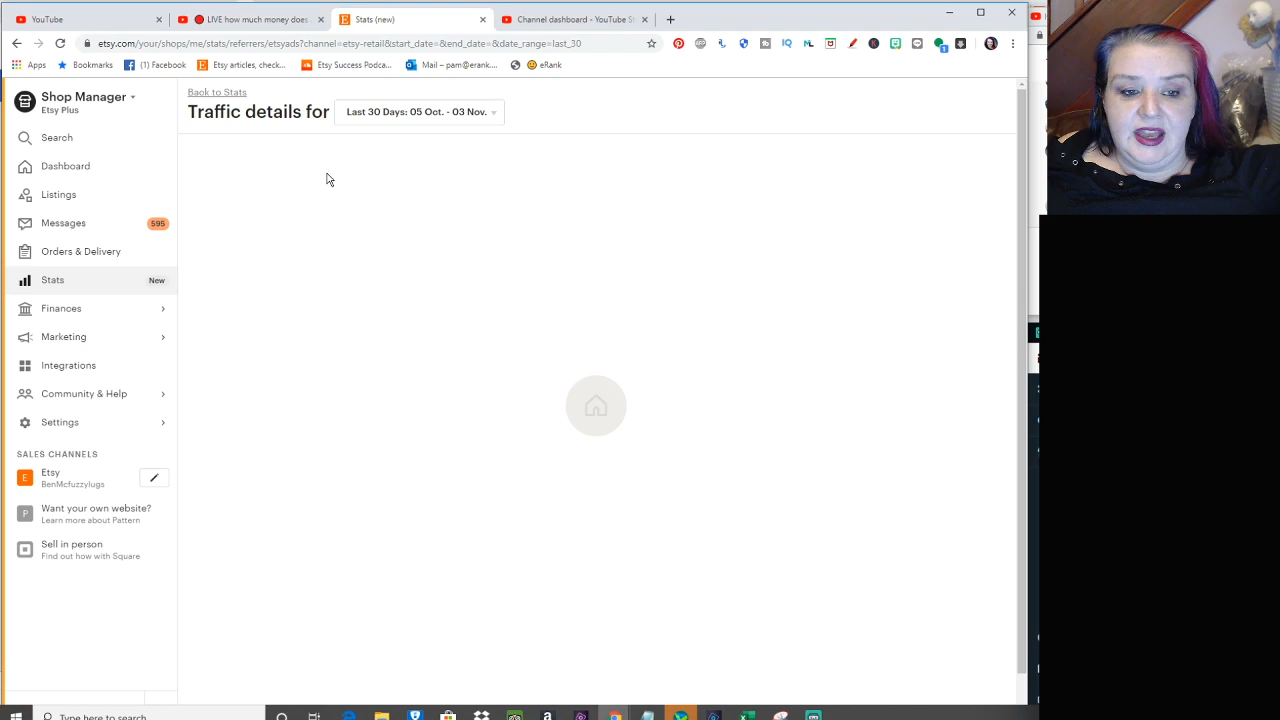 YouTube
LIVE how much money does
Stats (new)
Channel dashboard - YouTube St
etsy.com/your/shops/me/stats/referrers/etsyads?channel=etsy-retail&start_date=&end_date=&date_range=last_30
Apps
Bookmarks
(1) Facebook
Etsy articles, check...
Etsy Success Podca...
Mail – pam@erank....
eRank
Shop Manager
Etsy Plus
Search
Dashboard
Listings
Messages
595
Orders & Delivery
Stats
New
Finances
Marketing
Integrations
Community & Help
Settings
SALES CHANNELS
E
Etsy
BenMcfuzzylugs
P
Want your own website?
Learn more about Pattern
Sell in person
Find out how with Square
Back to Stats
Traffic details for
Last 30 Days: 05 Oct. - 03 Nov.
Type here to search